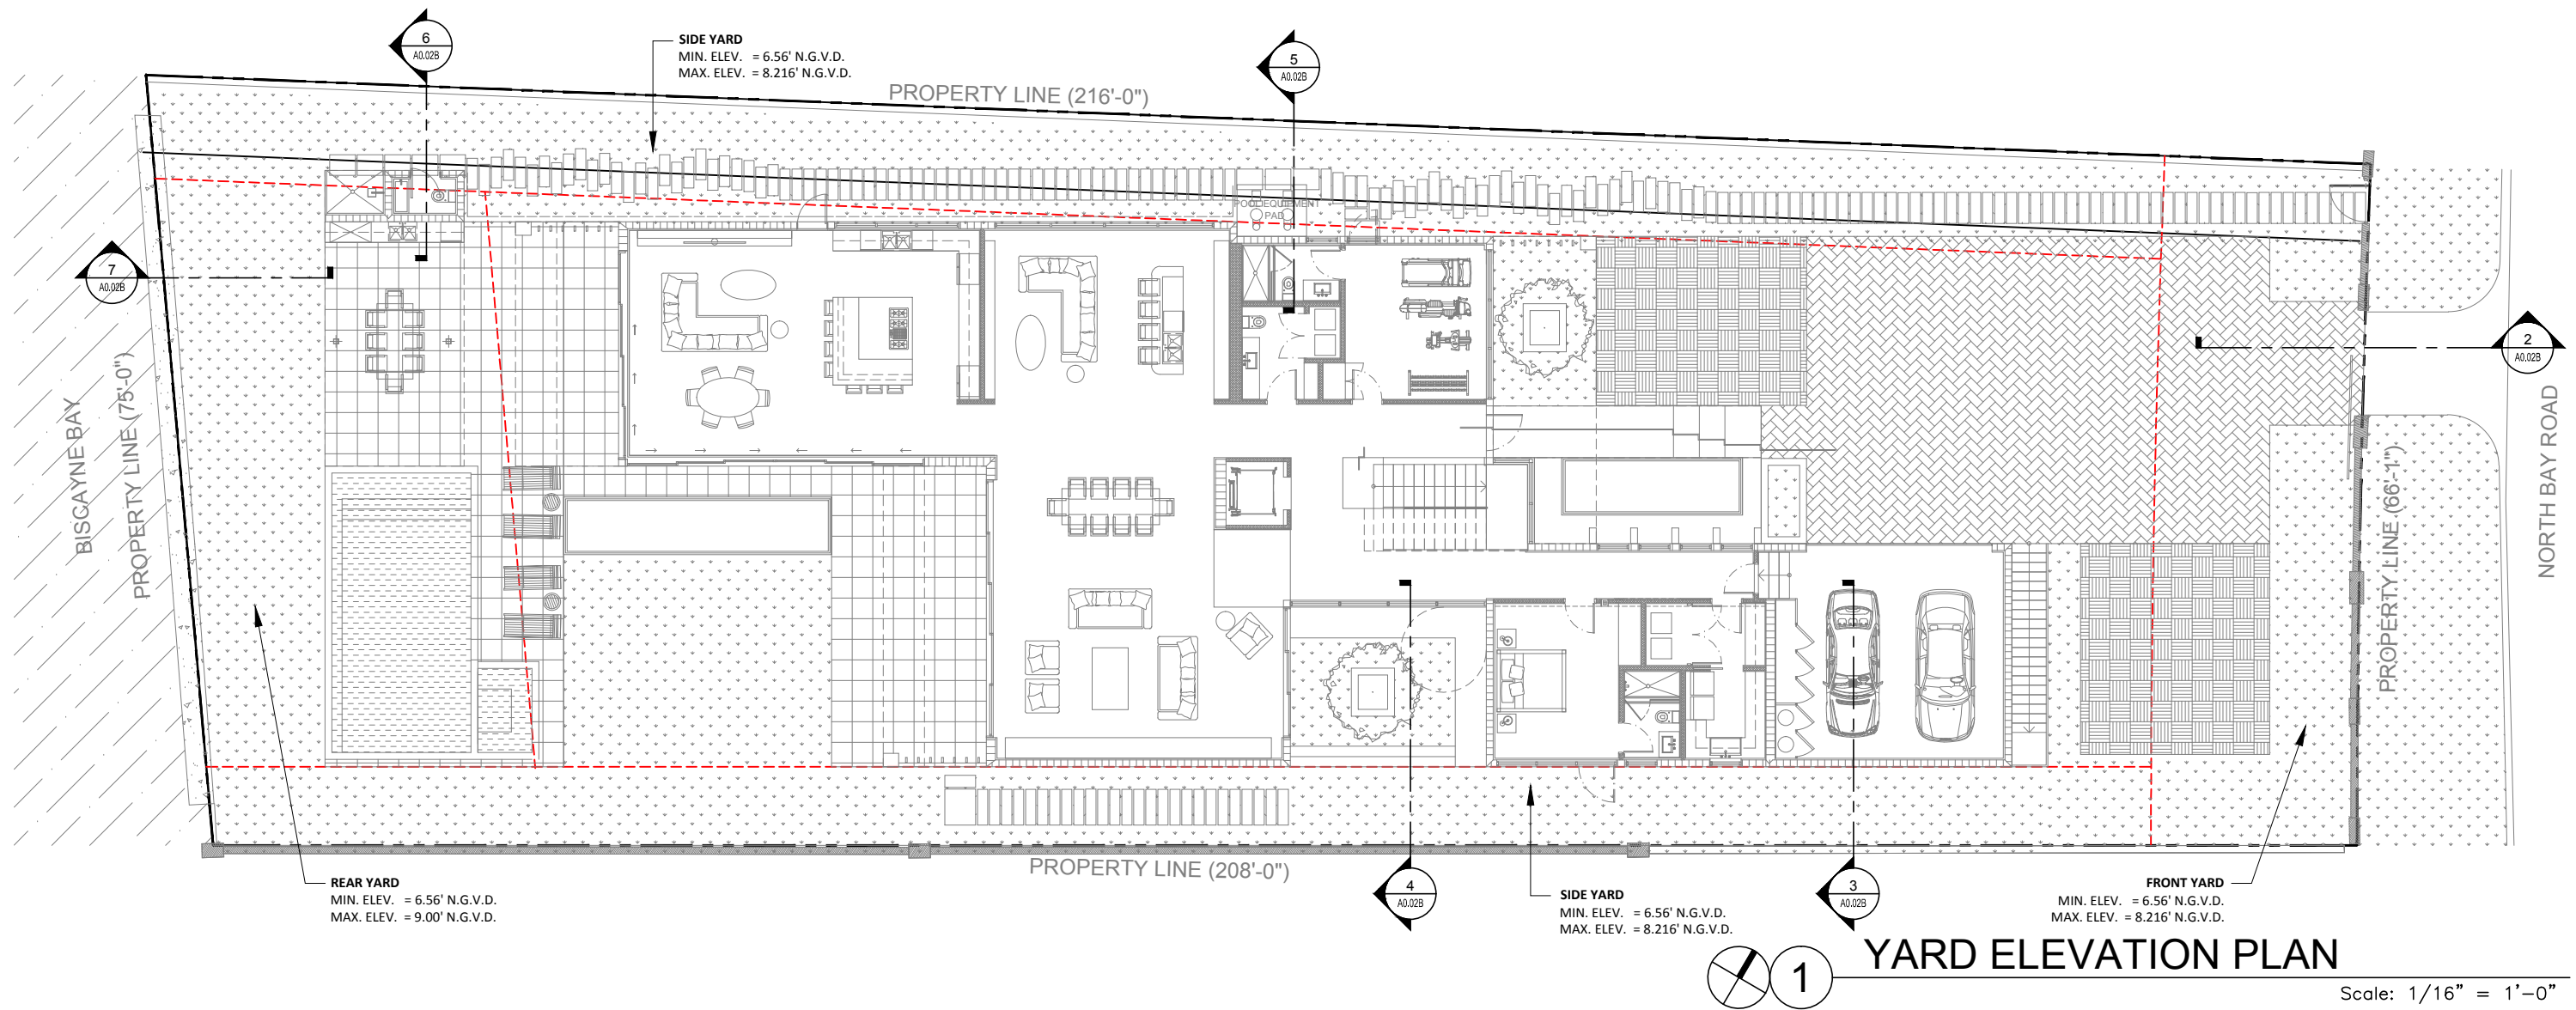 6
A0.02B
SIDE YARD
MIN. ELEV. = 6.56' N.G.V.D.
MAX. ELEV. = 8.216' N.G.V.D.
5
A0.02B
PROPERTY LINE (216'-0")
POOL EQUIPMENT
PAD
7
A0.02B
2
A0.02B
BISCAYNE BAY
PROPERTY LINE (75'-0")
PROPERTY LINE (66'-1")
NORTH BAY ROAD
PROPERTY LINE (208'-0")
REAR YARD
MIN. ELEV. = 6.56' N.G.V.D.
MAX. ELEV. = 9.00' N.G.V.D.
4
A0.02B
SIDE YARD
MIN. ELEV. = 6.56' N.G.V.D.
MAX. ELEV. = 8.216' N.G.V.D.
3
A0.02B
FRONT YARD
MIN. ELEV. = 6.56' N.G.V.D.
MAX. ELEV. = 8.216' N.G.V.D.
1
YARD ELEVATION PLAN
Scale: 1/16" = 1'-0"